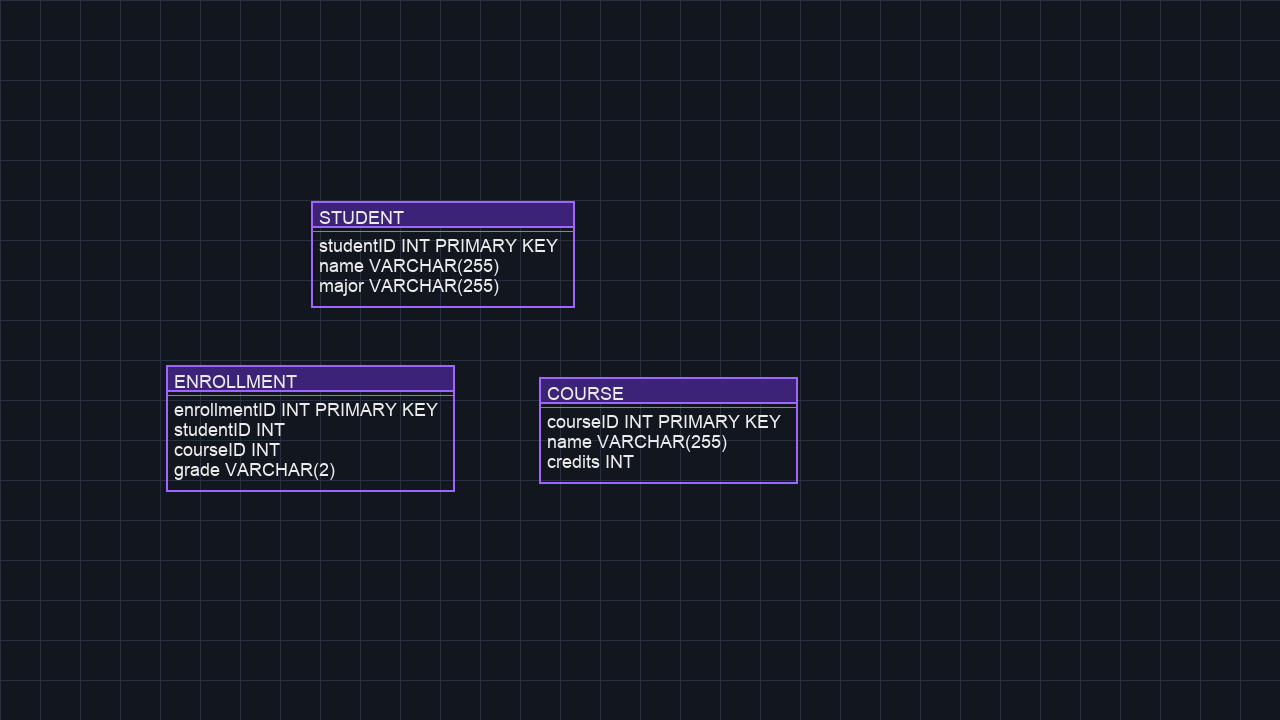 STUDENT
studentID INT PRIMARY KEY
name VARCHAR(255)
major VARCHAR(255)
ENROLLMENT
enrollmentID INT PRIMARY KEY
studentID INT
courseID INT
grade VARCHAR(2)
COURSE
courseID INT PRIMARY KEY
name VARCHAR(255)
credits INT